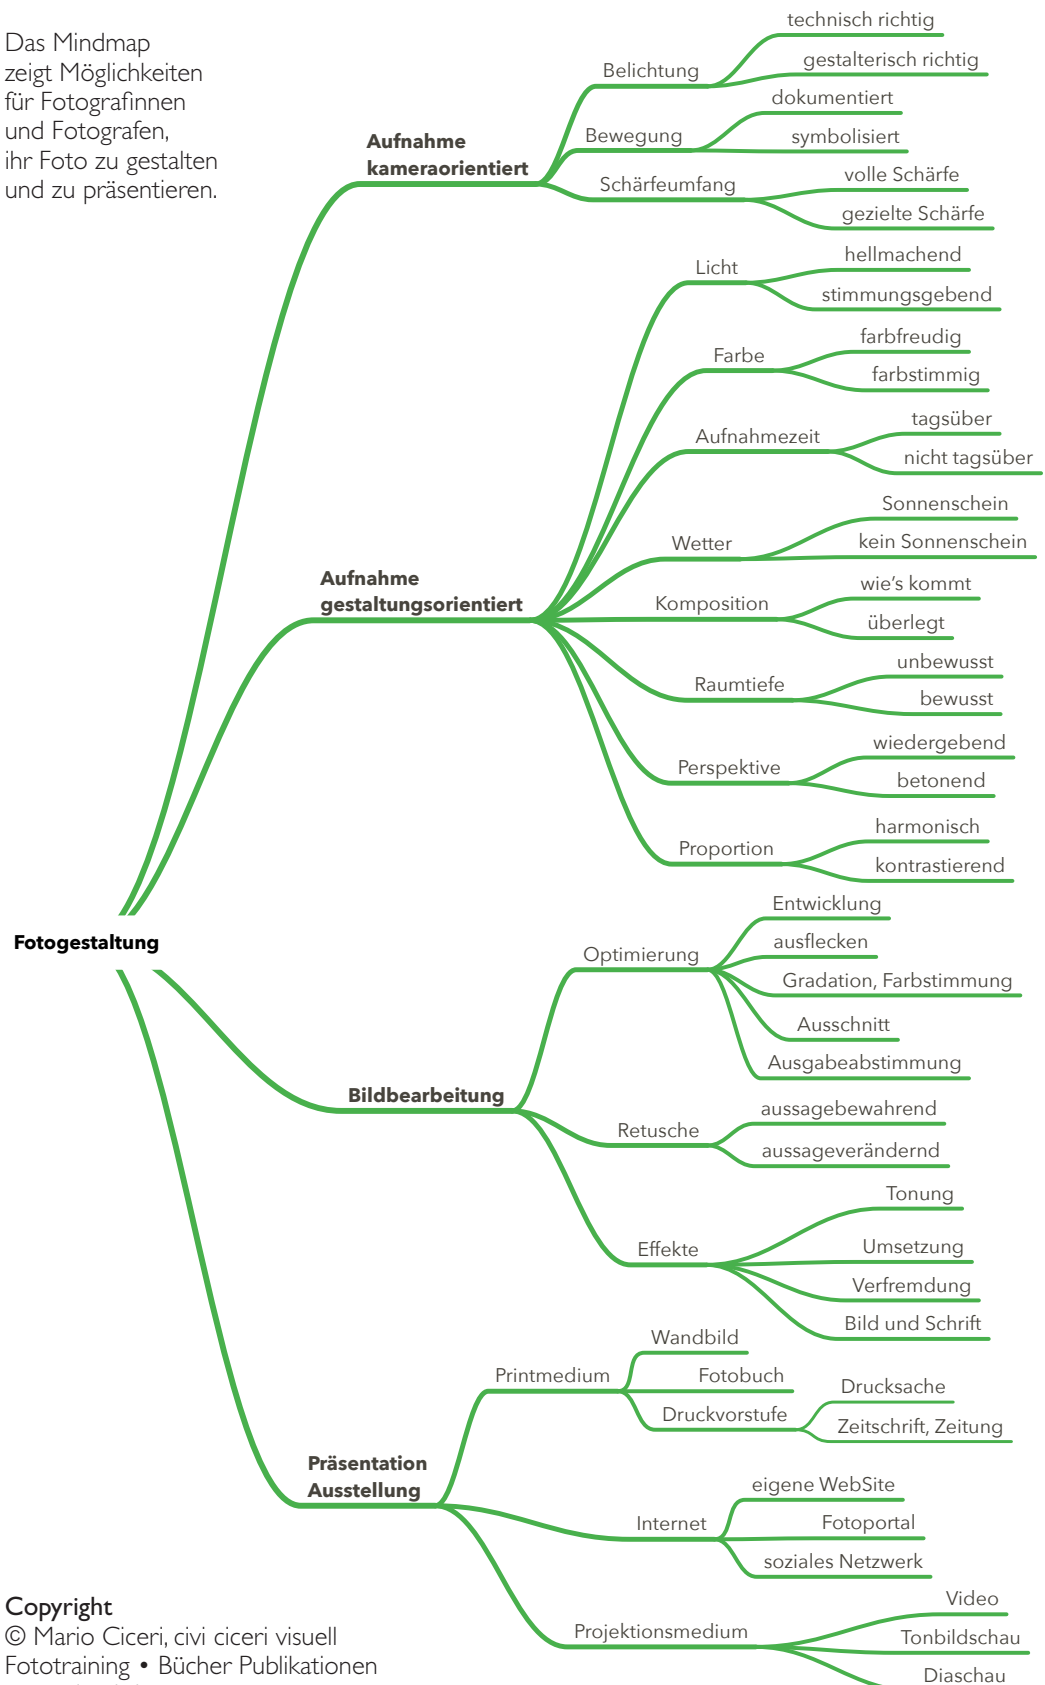 Das Mindmap
zeigt Möglichkeiten
für Fotografinnen
und Fotografen,
ihr Foto zu gestalten
und zu präsentieren.
Fotogestaltung
Aufnahme
kameraorientiert
Belichtung
technisch richtig
gestalterisch richtig
Bewegung
dokumentiert
symbolisiert
Schärfeumfang
volle Schärfe
gezielte Schärfe
Aufnahme
gestaltungsorientiert
Licht
hellmachend
stimmungsgebend
Farbe
farbfreudig
farbstimmig
Aufnahmezeit
tagsüber
nicht tagsüber
Wetter
Sonnenschein
kein Sonnenschein
Komposition
wie's kommt
überlegt
Raumtiefe
unbewusst
bewusst
Perspektive
wiedergebend
betonend
Proportion
harmonisch
kontrastierend
Bildbearbeitung
Optimierung
Entwicklung
ausflecken
Gradation, Farbstimmung
Ausschnitt
Ausgabeabstimmung
Retusche
aussagebewahrend
aussageverändernd
Effekte
Tonung
Umsetzung
Verfremdung
Bild und Schrift
Präsentation
Ausstellung
Printmedium
Wandbild
Fotobuch
Druckvorstufe
Drucksache
Zeitschrift, Zeitung
Internet
eigene WebSite
Fotoportal
soziales Netzwerk
Projektionsmedium
Video
Tonbildschau
Diaschau
Copyright
© Mario Ciceri, civi ciceri visuell
Fototraining • Bücher Publikationen